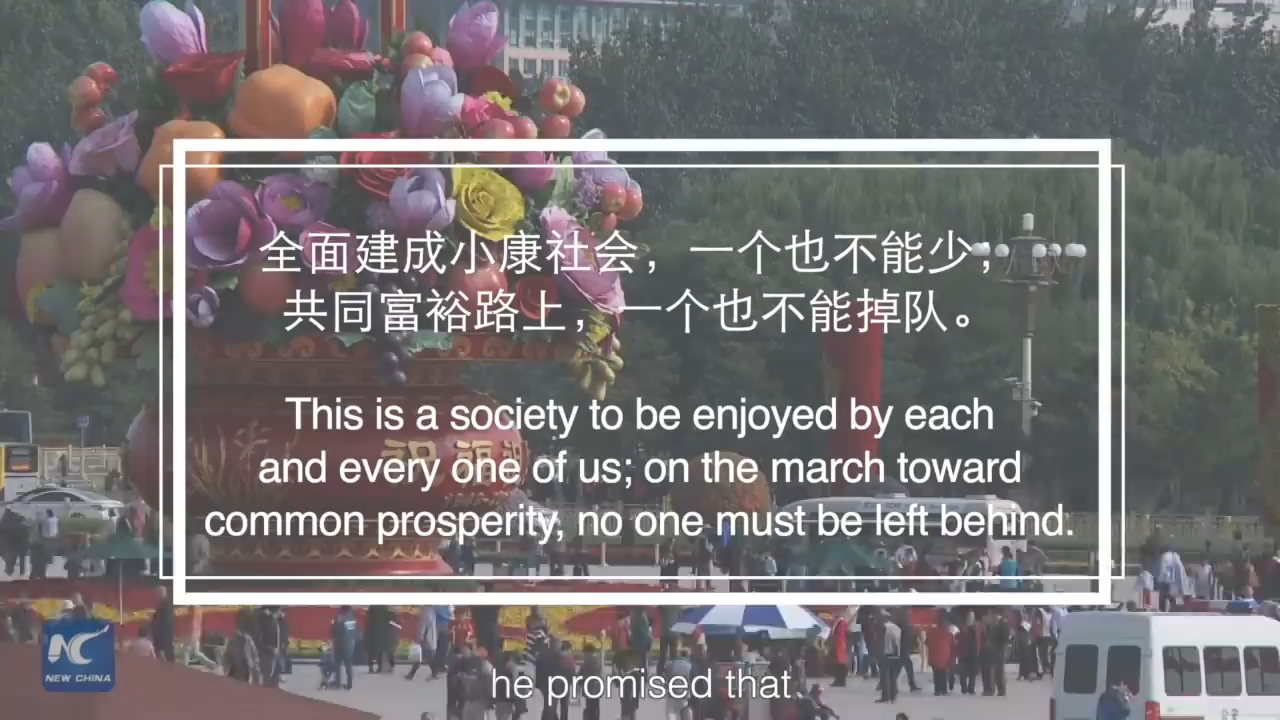 全面建成小康社会，一个也不能少；
共同富裕路上，一个也不能掉队。
This is a society to be enjoyed by each
and every one of us; on the march toward
common prosperity, no one must be left behind.
祝福祖
NEW CHINA
he promised that